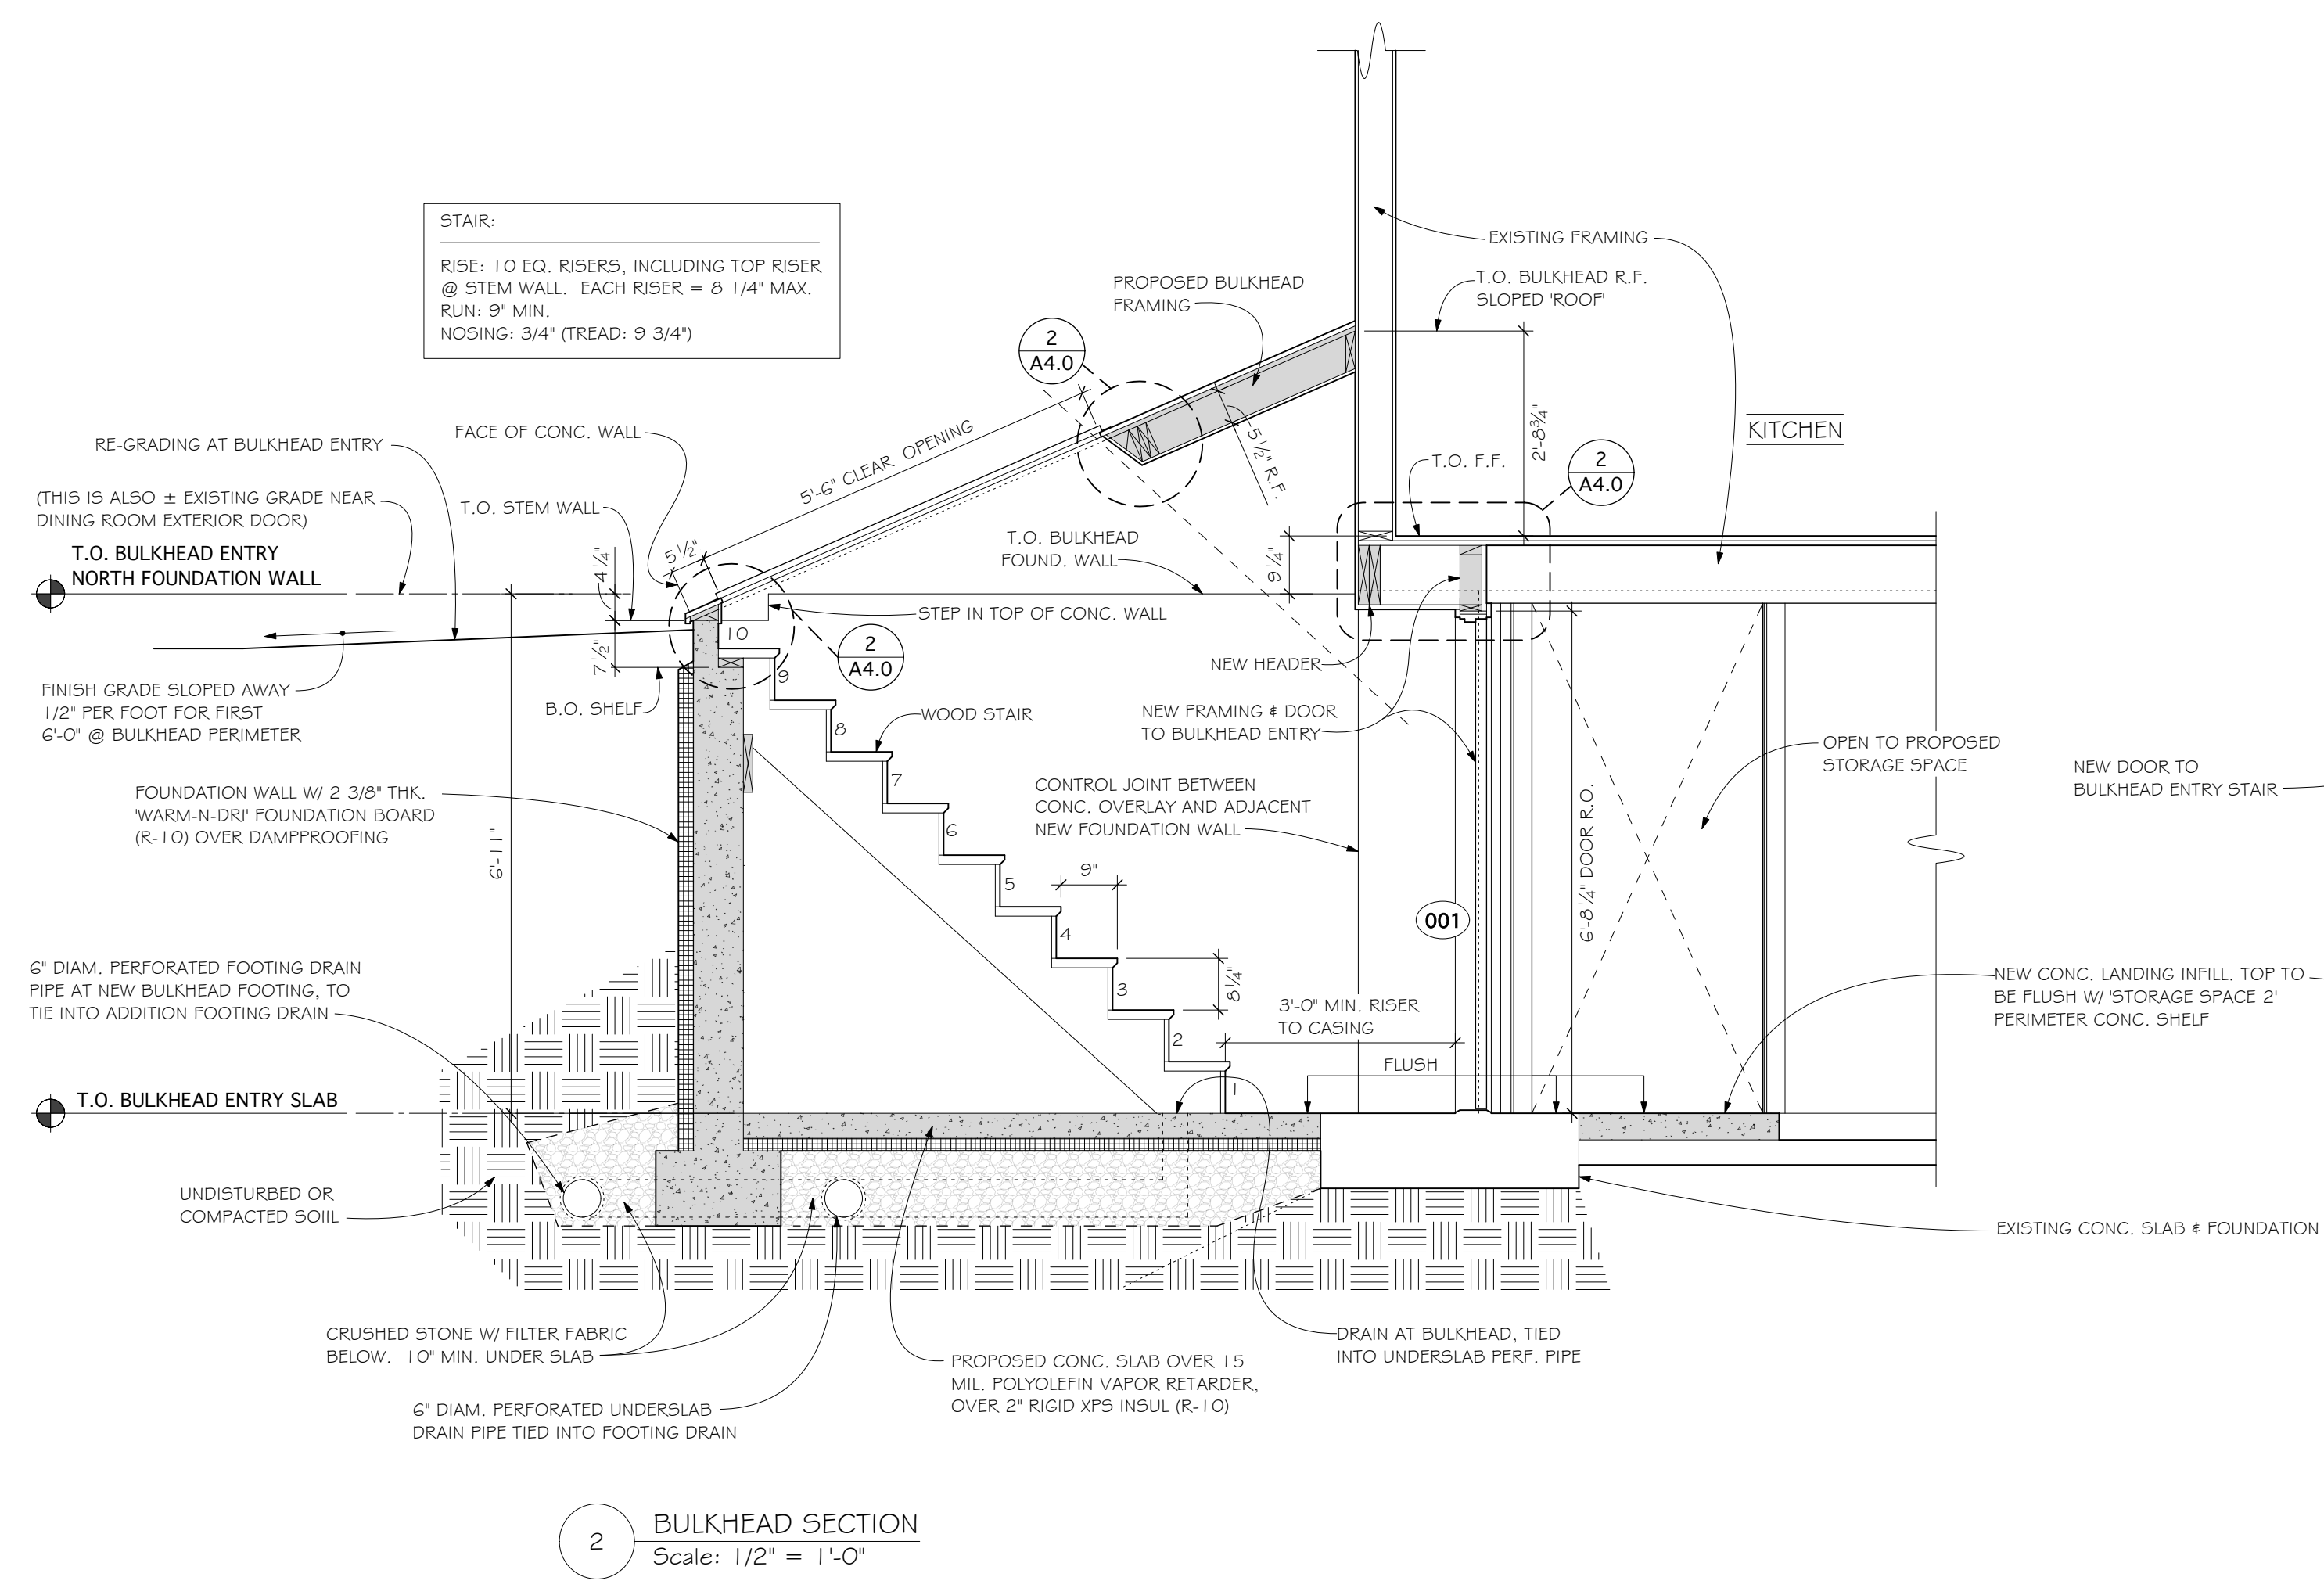 STAIR:
RISE: 10 EQ. RISERS, INCLUDING TOP RISER
@ STEM WALL. EACH RISER = 8 1/4" MAX.
RUN: 9" MIN.
NOSING: 3/4" (TREAD: 9 3/4")
EXISTING FRAMING
T.O. BULKHEAD R.F.
SLOPED 'ROOF'
PROPOSED BULKHEAD
FRAMING
2
A4.0
2'-8 3/4"
KITCHEN
FACE OF CONC. WALL
RE-GRADING AT BULKHEAD ENTRY
5'-6" CLEAR OPENING
5 1/2" R.F.
T.O. F.F.
2
A4.0
(THIS IS ALSO ± EXISTING GRADE NEAR
DINING ROOM EXTERIOR DOOR)
T.O. STEM WALL
T.O. BULKHEAD ENTRY
NORTH FOUNDATION WALL
4 1/4"
5 1/2"
T.O. BULKHEAD
FOUND. WALL
9 1/4"
STEP IN TOP OF CONC. WALL
10
2
A4.0
7 1/2"
NEW HEADER
FINISH GRADE SLOPED AWAY
1/2" PER FOOT FOR FIRST
6'-0" @ BULKHEAD PERIMETER
B.O. SHELF
9
8
WOOD STAIR
NEW FRAMING & DOOR
TO BULKHEAD ENTRY
OPEN TO PROPOSED
STORAGE SPACE
NEW DOOR TO
BULKHEAD ENTRY STAIR
FOUNDATION WALL W/ 2 3/8" THK.
'WARM-N-DRI' FOUNDATION BOARD
(R-10) OVER DAMPPROOFING
6'-11"
7
6
CONTROL JOINT BETWEEN
CONC. OVERLAY AND ADJACENT
NEW FOUNDATION WALL
6'-8 1/4" DOOR R.O.
9"
5
4
001
6" DIAM. PERFORATED FOOTING DRAIN
PIPE AT NEW BULKHEAD FOOTING, TO
TIE INTO ADDITION FOOTING DRAIN
3
8 1/4"
2
1
3'-0" MIN. RISER
TO CASING
FLUSH
NEW CONC. LANDING INFILL. TOP TO
BE FLUSH W/ 'STORAGE SPACE 2'
PERIMETER CONC. SHELF
T.O. BULKHEAD ENTRY SLAB
UNDISTURBED OR
COMPACTED SOIIL
EXISTING CONC. SLAB & FOUNDATION
CRUSHED STONE W/ FILTER FABRIC
BELOW. 10" MIN. UNDER SLAB
6" DIAM. PERFORATED UNDERSLAB
DRAIN PIPE TIED INTO FOOTING DRAIN
PROPOSED CONC. SLAB OVER 15
MIL. POLYOLEFIN VAPOR RETARDER,
OVER 2" RIGID XPS INSUL (R-10)
DRAIN AT BULKHEAD, TIED
INTO UNDERSLAB PERF. PIPE
2
BULKHEAD SECTION
Scale: 1/2" = 1'-0"